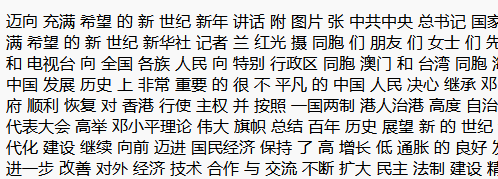 迈向 充满 希望 的 新 世纪 新年 讲话 附 图片 张 中共中央 总书记 国家
满 希望 的 新 世纪 新华社 记者 兰 红光 摄 同胞 们 朋友 们 女士 们 先
和 电视台 向 全国 各族 人民 向 特别 行政区 同胞 澳门 和 台湾 同胞
中国 发展 历史 上 非常 重要 的 很 不 平凡 的 中国 人民 决心 继承 邓
府 顺利 恢复 对 香港 行使 主权 并 按照 一国两制 港人治港 高度 自治
代表大会 高举 邓小平理论 伟大 旗帜 总结 百年 历史 展望 新 的 世纪
代化 建设 继续 向前 迈进 国民经济 保持 了 高 增长 低 通胀 的 良好
进一步 改善 对外 经济 技术 合作 与 交流 不断 扩大 民主 法制 建设 精